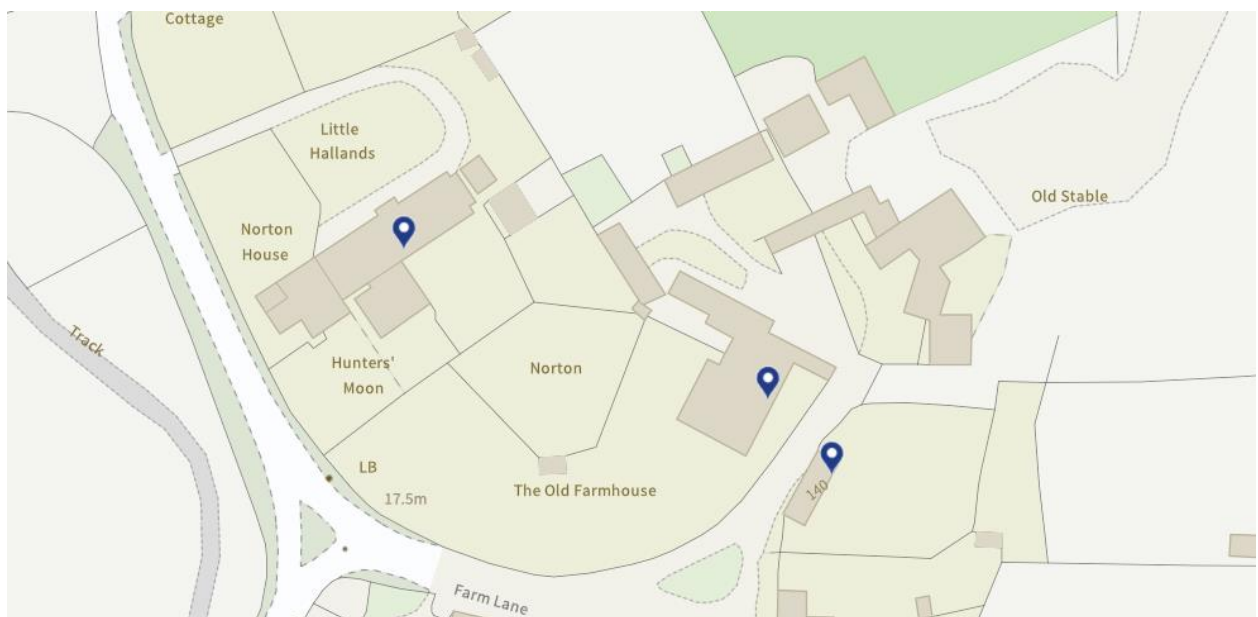 Cottage
Little
Hallands
Norton
House
Old Stable
Track
Hunters'
Moon
Norton
LB
17.5m
The Old Farmhouse
140
Farm Lane